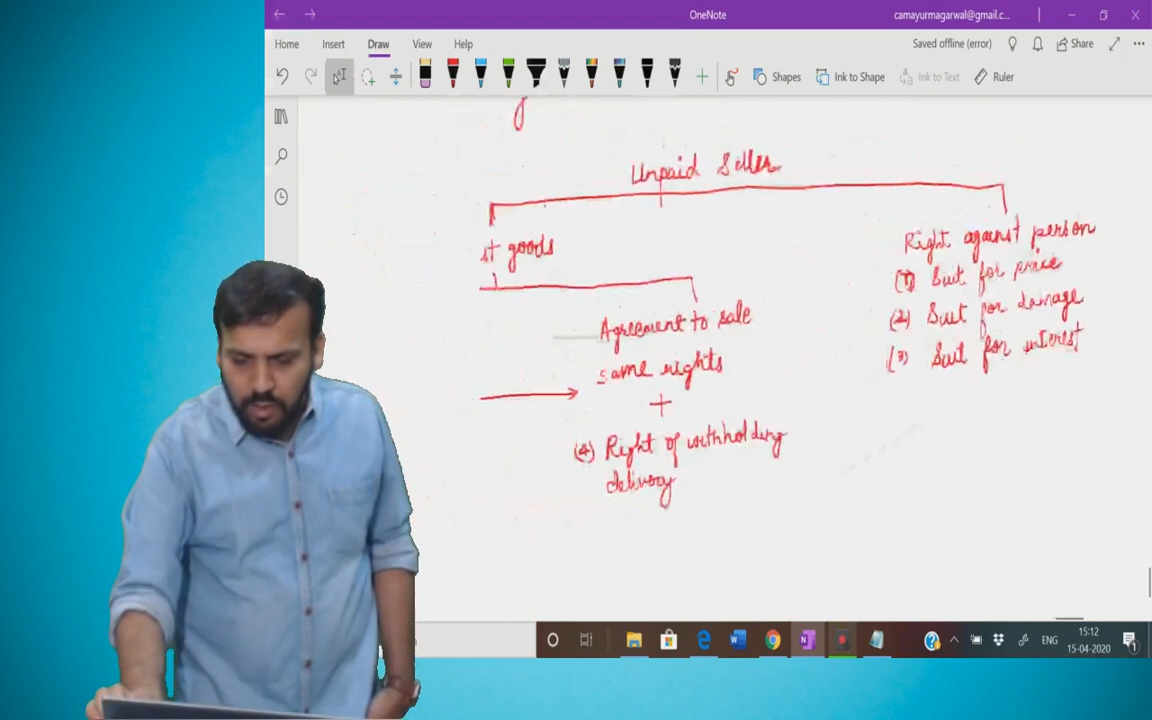 OneNote
camayurmagarwal@gmail.c...
Home Insert Draw View Help
Saved offline (error)
Share
Shapes
Ink to Shape
Ink to Text
Ruler
Unpaid Seller
st goods
Agreement to sale
same rights
+
(4) Right of withholding
delivery
Right against person
(1) Suit for price
(2) Suit for damage
(3) Suit for interest
ENG
15:12
15-04-2020
1